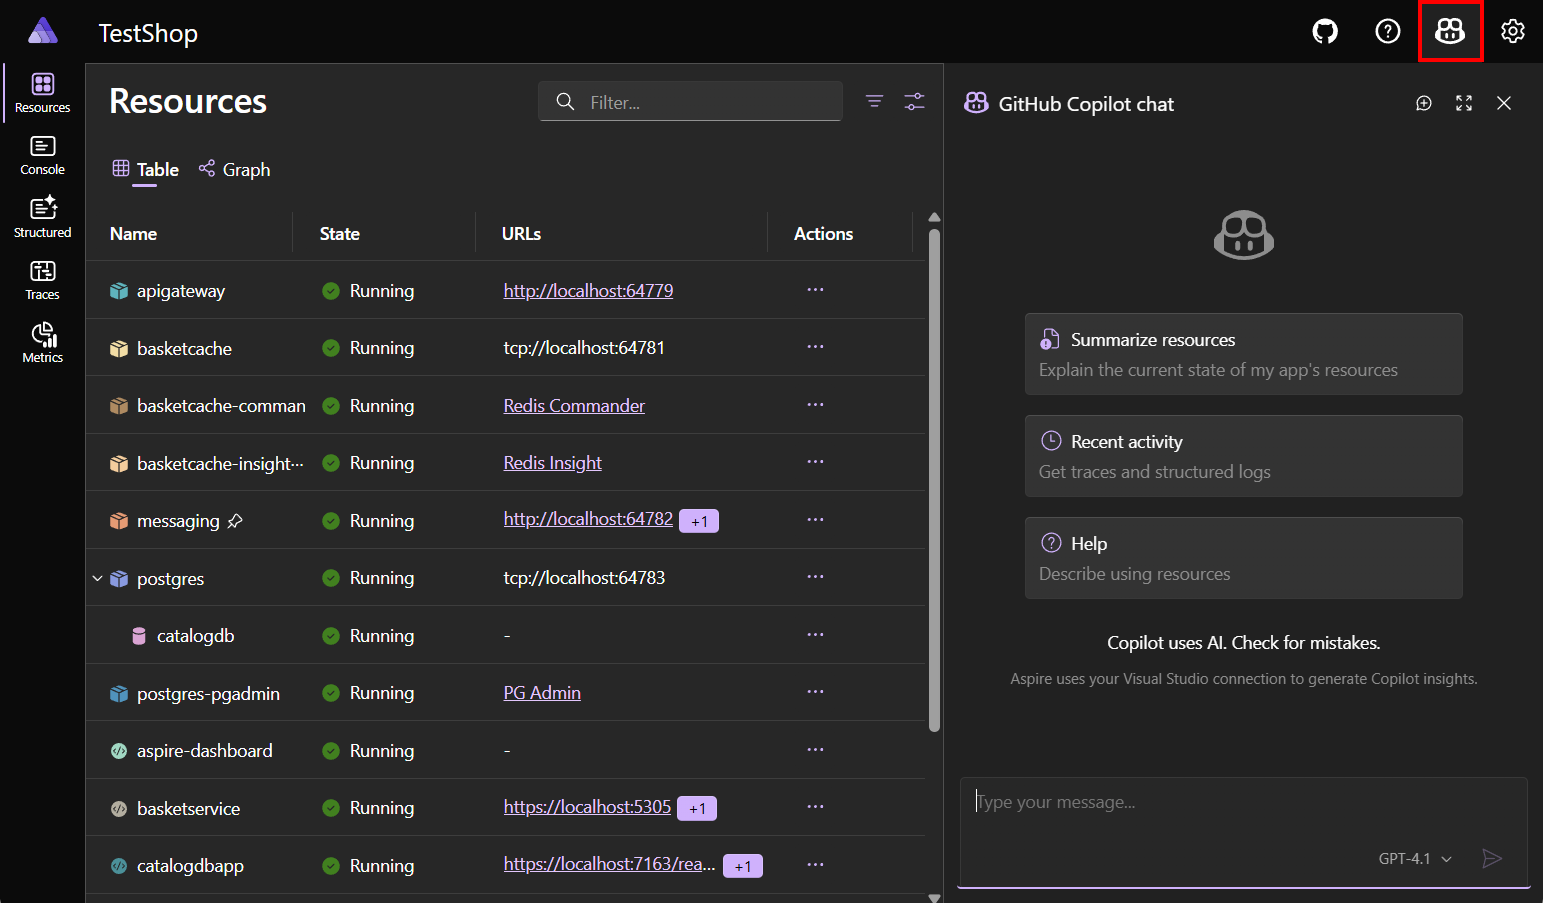 TestShop
Resources
Console
Structured
Traces
Metrics
Resources
Filter...
Table
Graph
Name State URLs Actions
apigateway Running http://localhost:64779
basketcache Running tcp://localhost:64781
basketcache-comman Running Redis Commander
basketcache-insight... Running Redis Insight
messaging Running http://localhost:64782 +1
postgres Running tcp://localhost:64783
catalogdb Running -
postgres-pgadmin Running PG Admin
aspire-dashboard Running -
basketservice Running https://localhost:5305 +1
catalogdbapp Running https://localhost:7163/rea... +1
GitHub Copilot chat
Summarize resources
Explain the current state of my app's resources
Recent activity
Get traces and structured logs
Help
Describe using resources
Copilot uses AI. Check for mistakes.
Aspire uses your Visual Studio connection to generate Copilot insights.
Type your message...
GPT-4.1